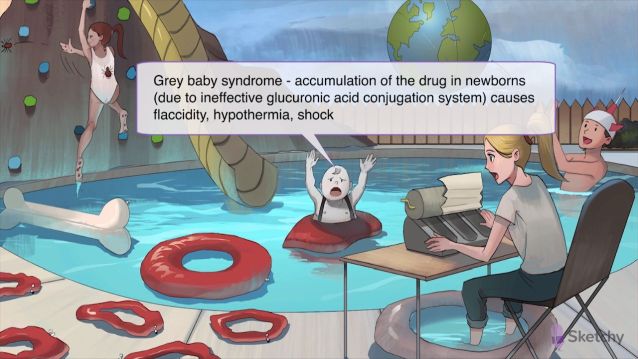 Grey baby syndrome - accumulation of the drug in newborns
(due to ineffective glucuronic acid conjugation system) causes
flaccidity, hypothermia, shock
Sketchy